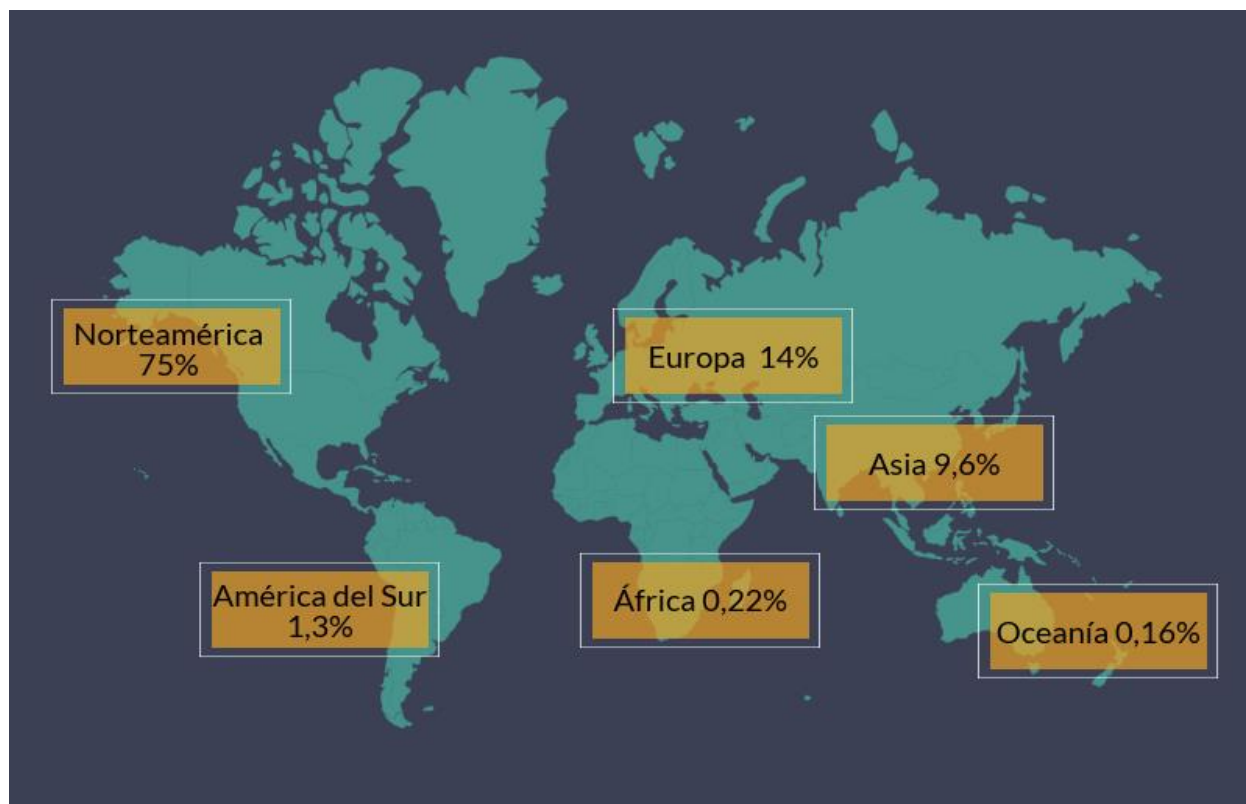 Norteamérica
75%
Europa 14%
Asia 9,6%
América del Sur
1,3%
África 0,22%
Oceanía 0,16%